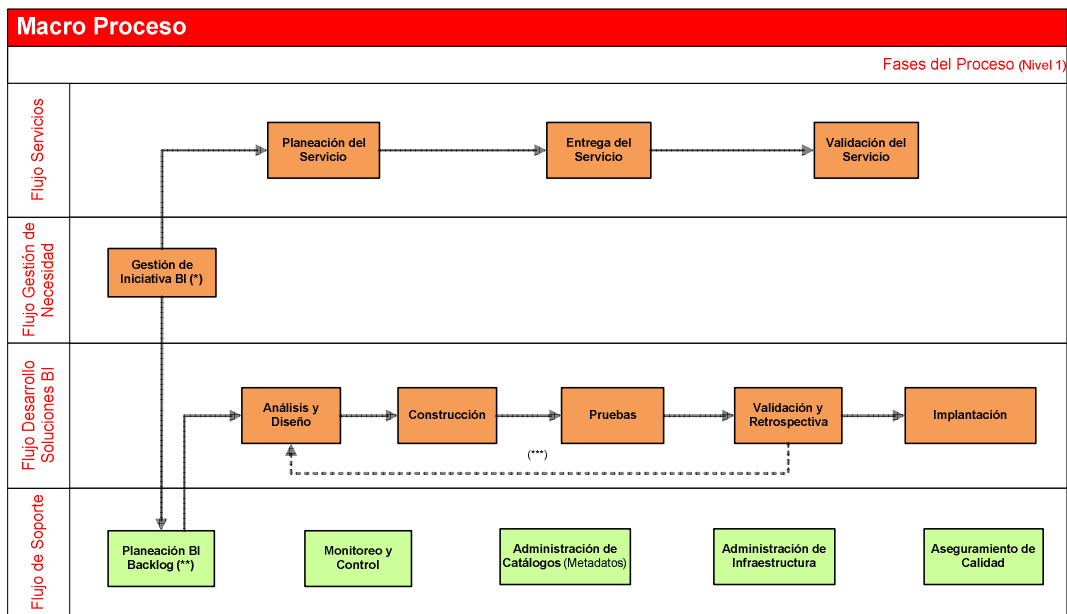 Macro Proceso
Fases del Proceso (Nivel 1)
Flujo Servicios
Planeación del
Servicio
Entrega del
Servicio
Validación del
Servicio
Flujo Gestión de
Necesidad
Gestión de
Iniciativa BI (*)
Flujo Desarrollo
Soluciones BI
Análisis y
Diseño
Construcción
Pruebas
Validación y
Retrospectiva
Implantación
(***)
Flujo de Soporte
Planeación BI
Backlog (**)
Monitoreo y
Control
Administración de
Catálogos (Metadatos)
Administración de
Infraestructura
Aseguramiento de
Calidad